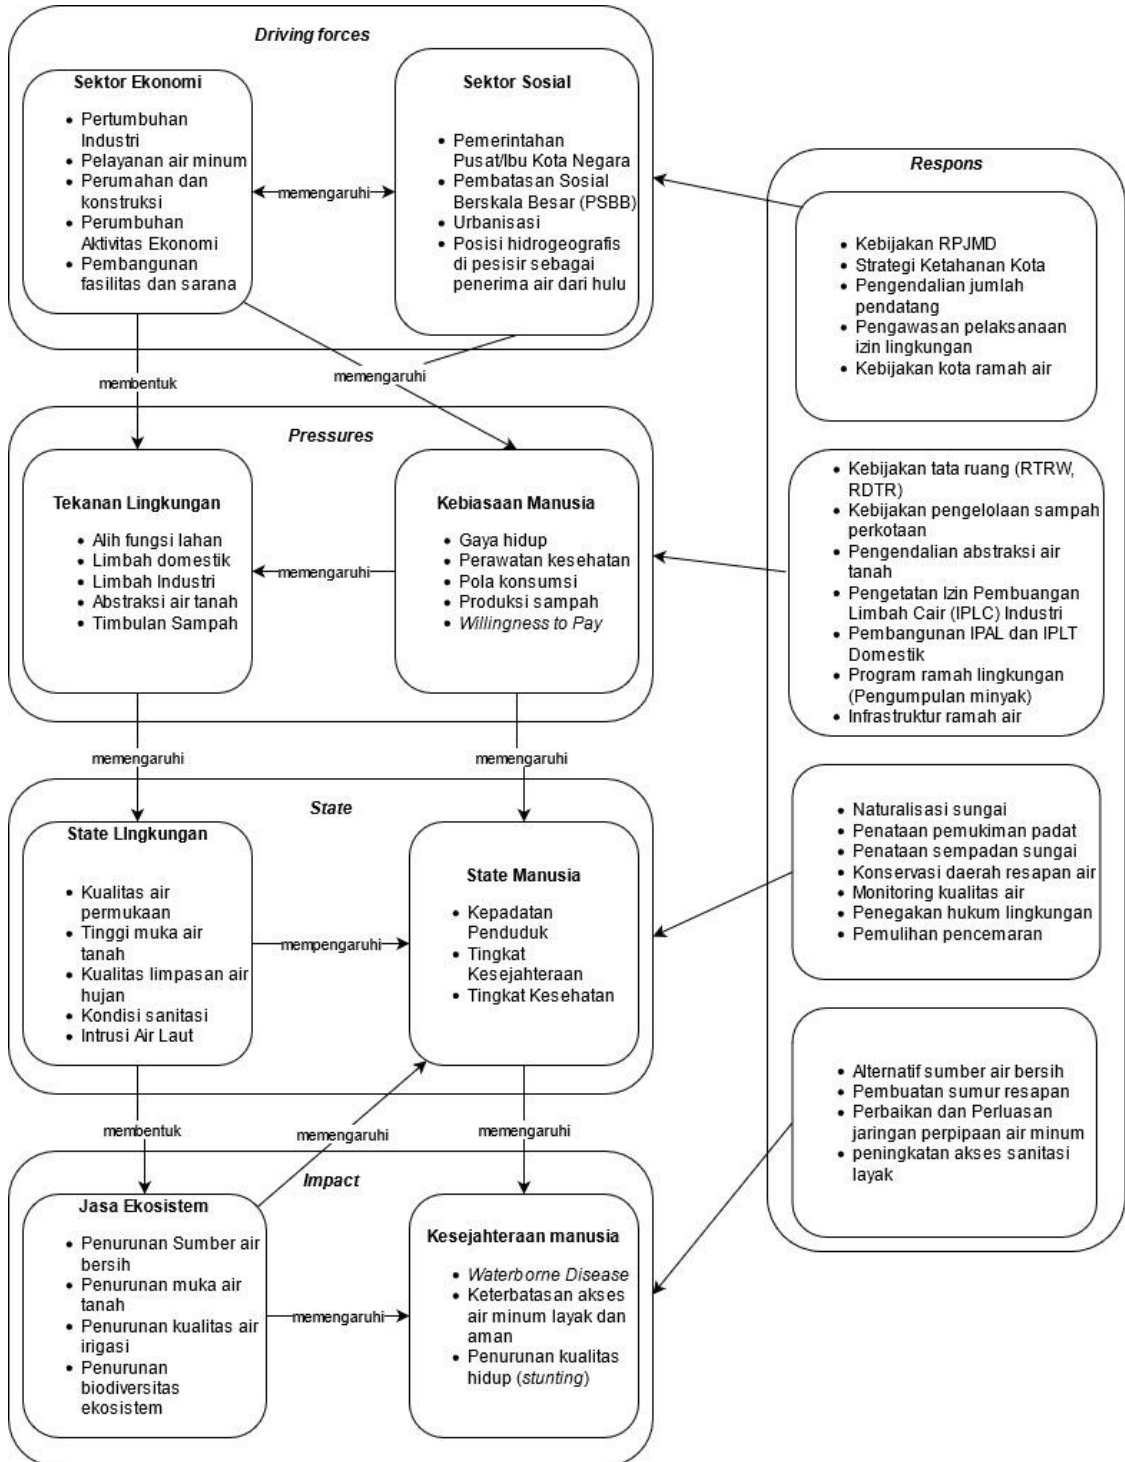 Driving forces
Sektor Ekonomi
• Pertumbuhan
Industri
• Pelayanan air minum
• Perumahan dan
konstruksi
• Perumbuhan
Aktivitas Ekonomi
• Pembangunan
fasilitas dan sarana
memengaruhi
Sektor Sosial
• Pemerintahan
Pusat/Ibu Kota Negara
• Pembatasan Sosial
Berskala Besar (PSBB)
• Urbanisasi
• Posisi hidrogeografis
di pesisir sebagai
penerima air dari hulu
membentuk
memengaruhi
Pressures
Tekanan Lingkungan
• Alih fungsi lahan
• Limbah domestik
• Limbah Industri
• Abstraksi air tanah
• Timbulan Sampah
memengaruhi
Kebiasaan Manusia
• Gaya hidup
• Perawatan kesehatan
• Pola konsumsi
• Produksi sampah
• Willingness to Pay
memengaruhi
memengaruhi
State
State LIngkungan
• Kualitas air
permukaan
• Tinggi muka air
tanah
• Kualitas limpasan air
hujan
• Kondisi sanitasi
• Intrusi Air Laut
mempengaruhi
State Manusia
• Kepadatan
Penduduk
• Tingkat
Kesejahteraan
• Tingkat Kesehatan
membentuk
memengaruhi
memengaruhi
Impact
Jasa Ekosistem
• Penurunan Sumber air
bersih
• Penurunan muka air
tanah
• Penurunan kualitas air
irigasi
• Penurunan
biodiversitas
ekosistem
memengaruhi
Kesejahteraan manusia
• Waterborne Disease
• Keterbatasan akses
air minum layak dan
aman
• Penurunan kualitas
hidup (stunting)
Respons
• Kebijakan RPJMD
• Strategi Ketahanan Kota
• Pengendalian jumlah
pendatang
• Pengawasan pelaksanaan
izin lingkungan
• Kebijakan kota ramah air
• Kebijakan tata ruang (RTRW,
RDTR)
• Kebijakan pengelolaan sampah
perkotaan
• Pengendalian abstraksi air
tanah
• Pengetatan Izin Pembuangan
Limbah Cair (IPLC) Industri
• Pembangunan IPAL dan IPLT
Domestik
• Program ramah lingkungan
(Pengumpulan minyak)
• Infrastruktur ramah air
• Naturalisasi sungai
• Penataan pemukiman padat
• Penataan sempadan sungai
• Konservasi daerah resapan air
• Monitoring kualitas air
• Penegakan hukum lingkungan
• Pemulihan pencemaran
• Alternatif sumber air bersih
• Pembuatan sumur resapan
• Perbaikan dan Perluasan
jaringan perpipaan air minum
• peningkatan akses sanitasi
layak